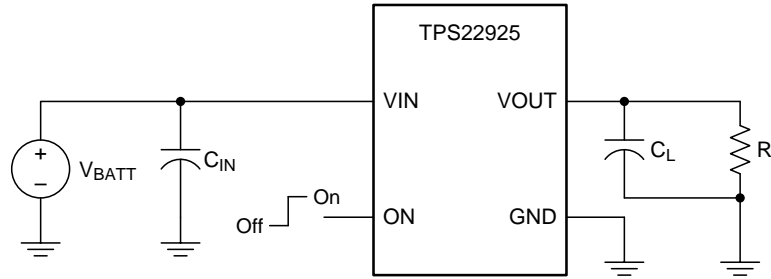 TPS22925
VIN
VOUT
+
−
V_BATT
C_IN
C_L
R
On
Off
ON
GND